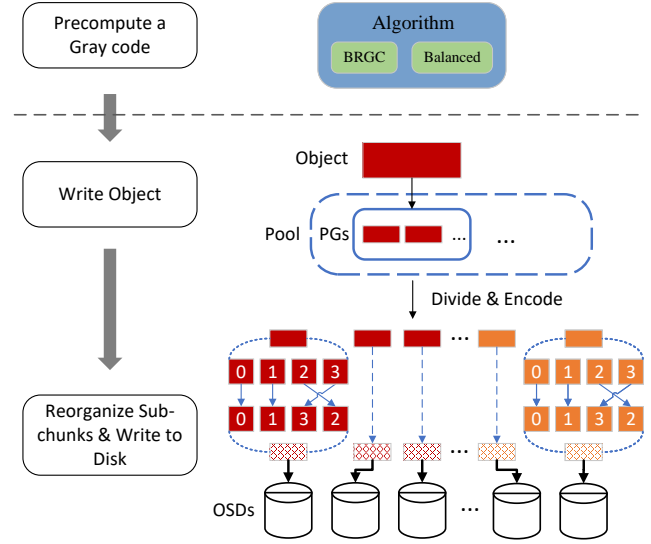 Precompute a
Gray code
Algorithm
BRGC
Balanced
Write Object
Object
Pool
PGs
...
...
Divide & Encode
...
0 1 2 3
0 1 2 3
0 1 3 2
0 1 3 2
Reorganize Sub-
chunks & Write to
Disk
...
OSDs
...